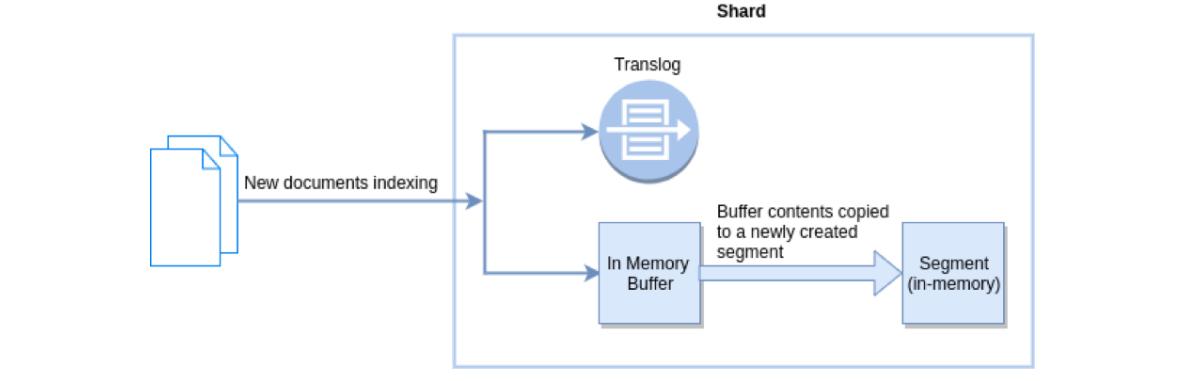 Shard
Translog
New documents indexing
Buffer contents copied
to a newly created
segment
In Memory
Buffer
Segment
(in-memory)